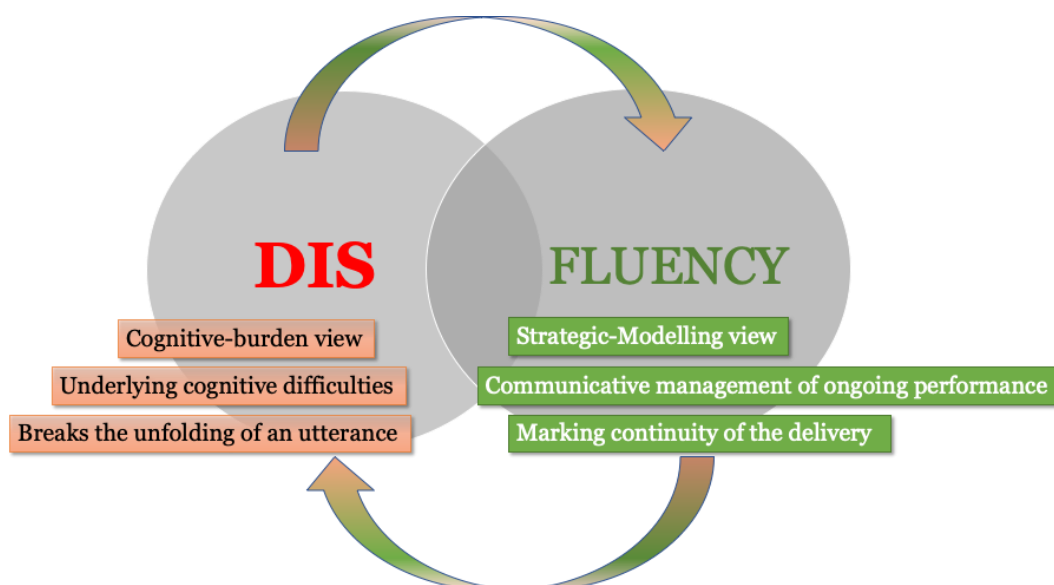 DIS
FLUENCY
Cognitive-burden view
Underlying cognitive difficulties
Breaks the unfolding of an utterance
Strategic-Modelling view
Communicative management of ongoing performance
Marking continuity of the delivery